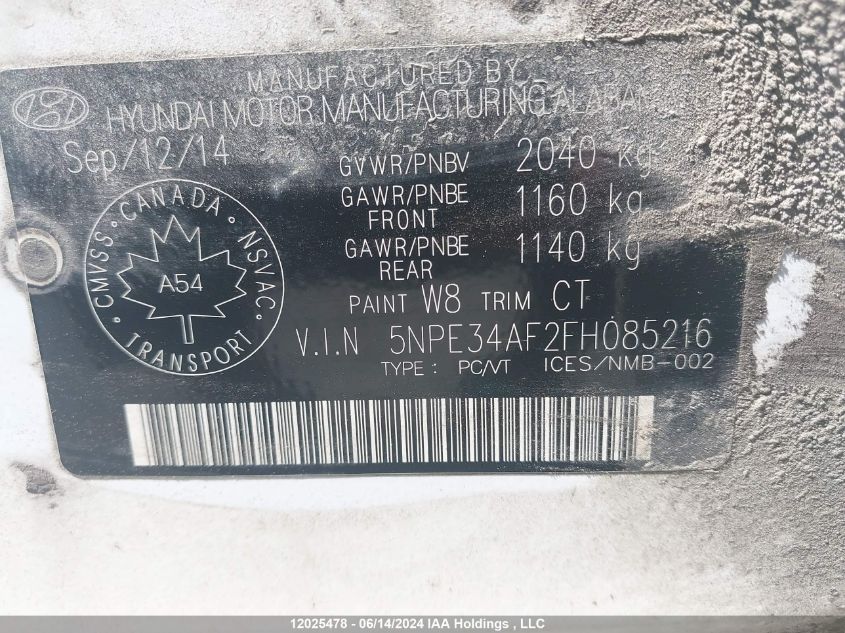 MANUFACTURED BY
HYUNDAI MOTOR MANUFACTURING
Sep/12/14
GVWR/PNBV 2040 kg
GAWR/PNBE FRONT 1160 kg
GAWR/PNBE REAR 1140 kg
PAINT W8 TRIM CT
V.I.N 5NPE34AF2FH085216
TYPE : PC/VT ICES/NMB-002
CMVSS · CANADA · NSVAC · TRANSPORT
A54
12025478 - 06/14/2024 IAA Holdings , LLC